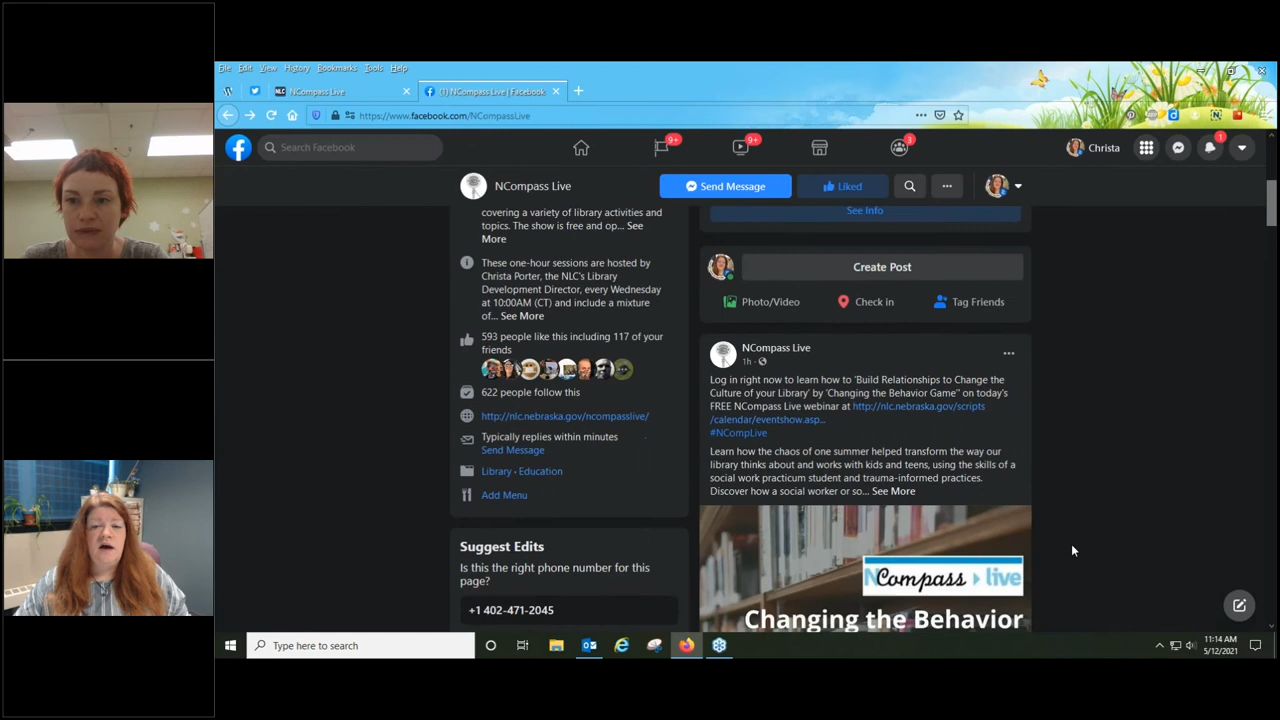 File Edit View History Bookmarks Tools Help
NLC NCompass Live
(1) NCompass Live | Facebook
https://www.facebook.com/NCompassLive
Search Facebook
9+
9+
3
Christa
1
NCompass Live
Send Message
Liked
covering a variety of library activities and
topics. The show is free and op... See
More
These one-hour sessions are hosted by
Christa Porter, the NLC's Library
Development Director, every Wednesday
at 10:00AM (CT) and include a mixture
of... See More
593 people like this including 117 of your
friends
622 people follow this
http://nlc.nebraska.gov/ncompasslive/
Typically replies within minutes
Send Message
Library · Education
Add Menu
Suggest Edits
Is this the right phone number for this
page?
+1 402-471-2045
See Info
Create Post
Photo/Video
Check in
Tag Friends
NCompass Live
1h
Log in right now to learn how to 'Build Relationships to Change the
Culture of your Library' by 'Changing the Behavior Game" on today's
FREE NCompass Live webinar at http://nlc.nebraska.gov/scripts
/calendar/eventshow.asp...
#NCompLive
Learn how the chaos of one summer helped transform the way our
library thinks about and works with kids and teens, using the skills of a
social work practicum student and trauma-informed practices.
Discover how a social worker or so... See More
NCompass live
Changing the Behavior
Type here to search
11:14 AM
5/12/2021